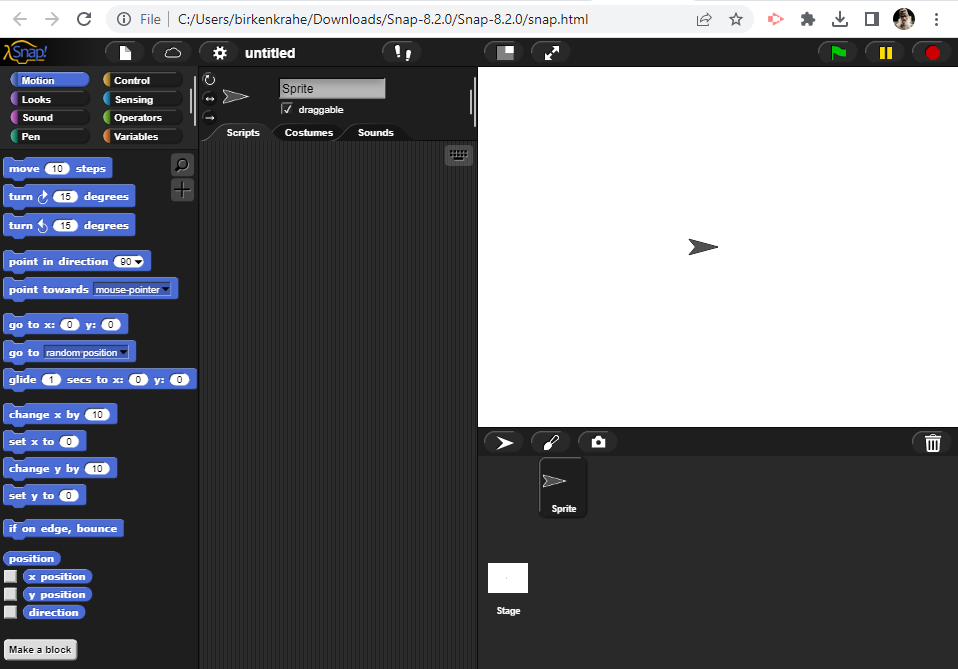 File C:/Users/birkenkrahe/Downloads/Snap-8.2.0/Snap-8.2.0/snap.html
Snap! untitled
Motion Control
Looks Sensing
Sound Operators
Pen Variables
Sprite
draggable
Scripts Costumes Sounds
move 10 steps
turn 15 degrees
turn 15 degrees
point in direction 90
point towards mouse-pointer
go to x: 0 y: 0
go to random position
glide 1 secs to x: 0 y: 0
change x by 10
set x to 0
change y by 10
set y to 0
if on edge, bounce
position
x position
y position
direction
Make a block
Sprite
Stage